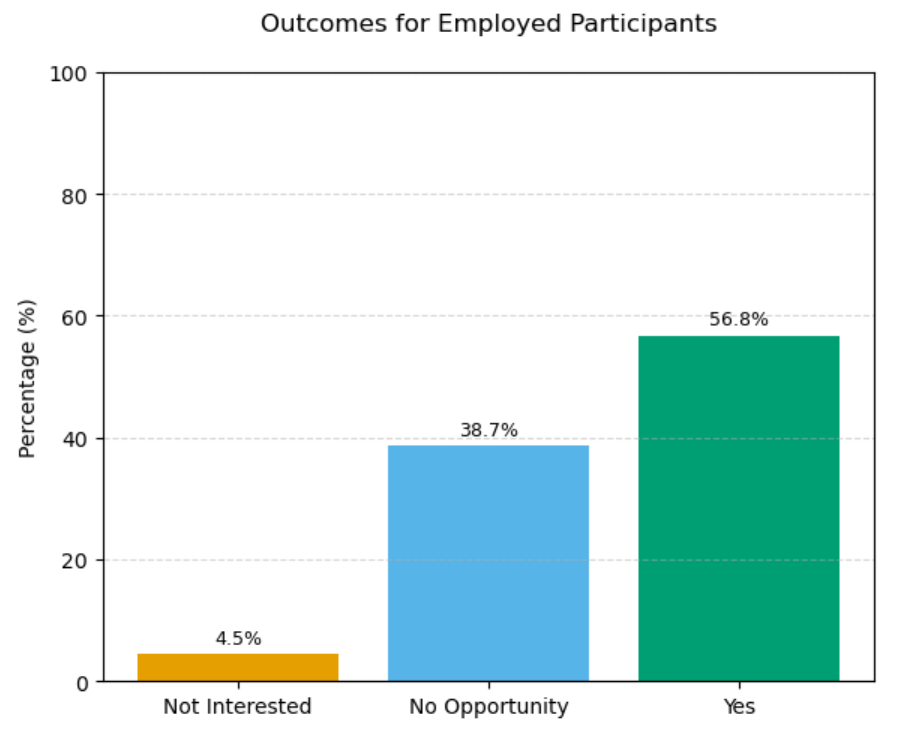 Outcomes for Employed Participants
Percentage (%)
100
80
60
40
20
0
4.5%
38.7%
56.8%
Not Interested
No Opportunity
Yes